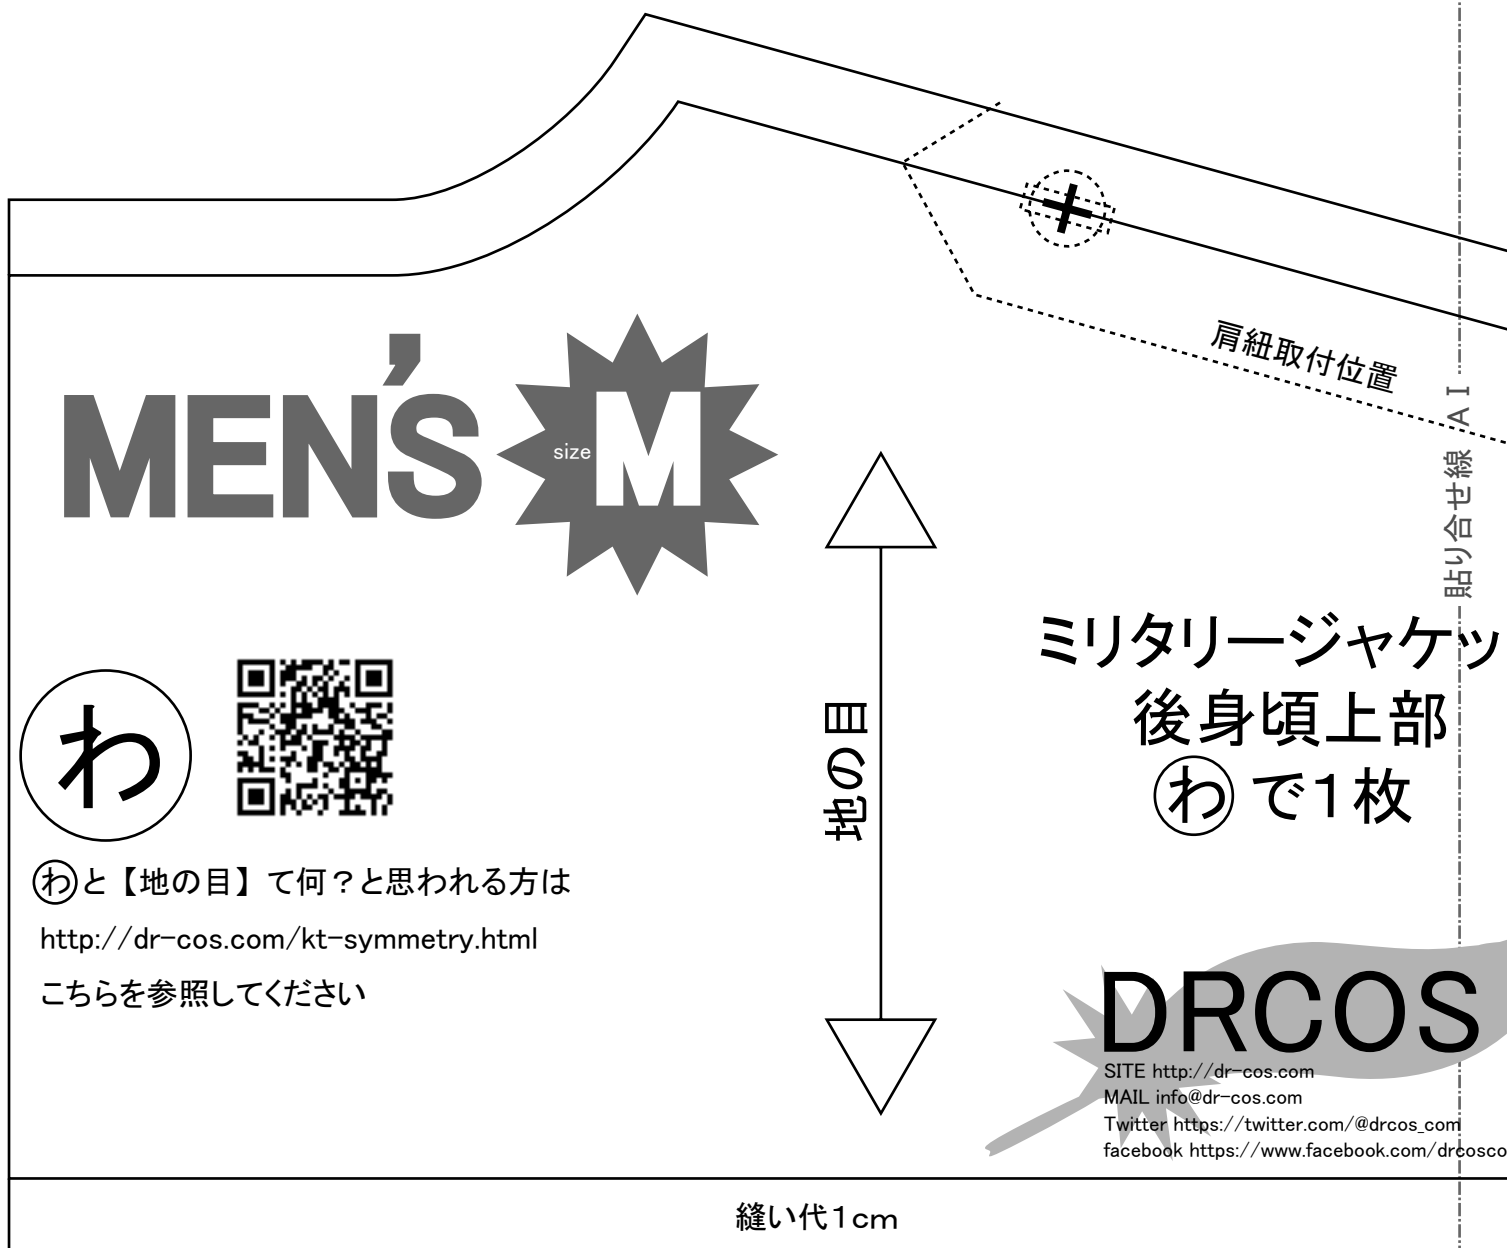 肩紐取付位置
貼り合せ線 AI
MEN'S
size M
わ
地の目
ミリタリージャケッ
後身頃上部
わ で1枚
わと【地の目】て何？と思われる方は
http://dr-cos.com/kt-symmetry.html
こちらを参照してください
DRCOS
SITE http://dr-cos.com
MAIL info@dr-cos.com
Twitter https://twitter.com/@drcos_com
facebook https://www.facebook.com/drcosco
縫い代1cm